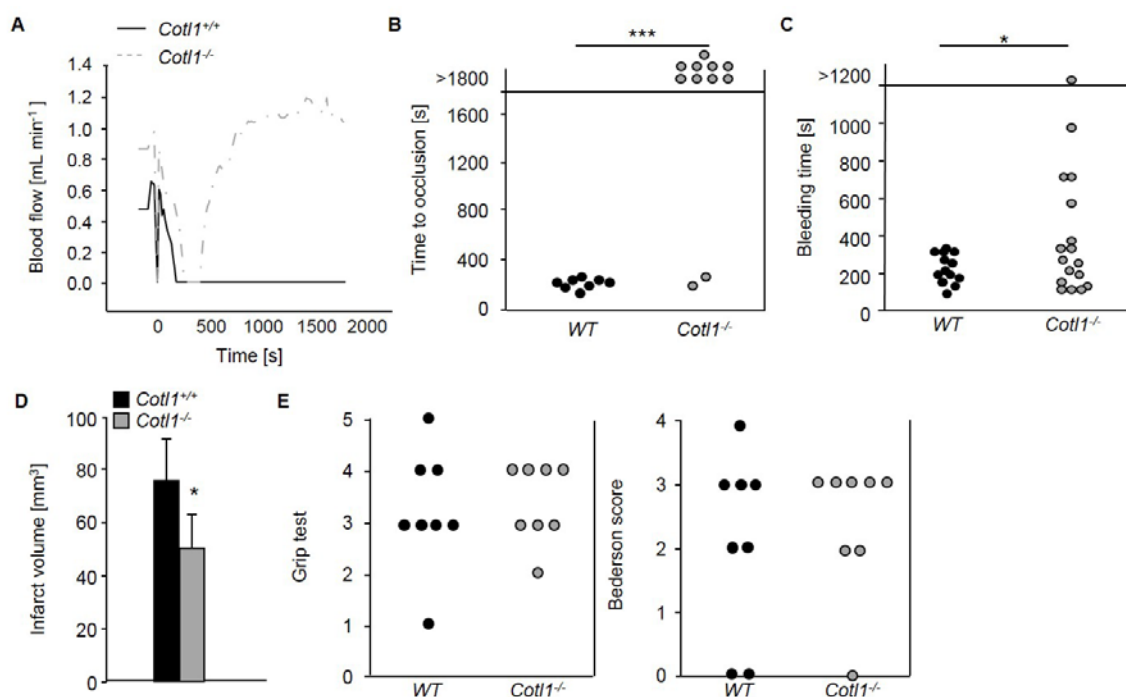 A
Cotl1+/+
Cotl1-/-
Blood flow [mL min-1]
1.4
1.2
1.0
0.8
0.6
0.4
0.2
0.0
0 500 1000 1500 2000
Time [s]
B
***
Time to occlusion [s]
>1800
1600
1200
800
400
0
WT Cotl1-/-
C
*
Bleeding time [s]
>1200
1000
800
600
400
200
0
WT Cotl1-/-
D
Cotl1+/+
Cotl1-/-
Infarct volume [mm3]
100
80
60
40
20
0
*
E
Grip test
5
4
3
2
1
0
WT Cotl1-/-
Bederson score
4
3
2
1
0
WT Cotl1-/-